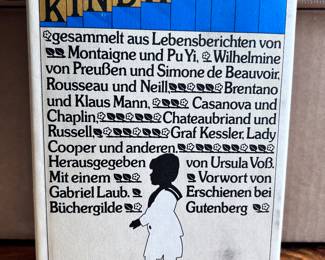 gesammelt aus Lebensberichten von
Montaigne und Pu Yi, Wilhelmine
von Preußen und Simone de Beauvoir,
Rousseau und Neill, Brentano
und Klaus Mann, Casanova und
Chaplin, Chateaubriand und
Russell Graf Kessler, Lady
Cooper und anderen,
Herausgegeben von Ursula Voß.
Mit einem Vorwort von
Gabriel Laub. Erschienen bei
Büchergilde Gutenberg